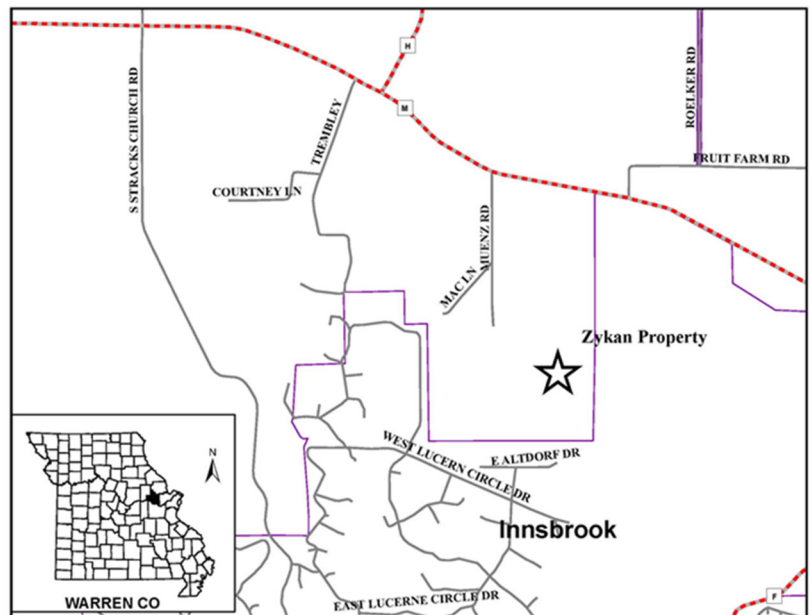 H
M
S STRACKS CHURCH RD
TREMBLEY
ROELKER RD
FRUIT FARM RD
COURTNEY LN
MUENZ RD
MAC LN
Zykan Property
WEST LUCERN CIRCLE DR
E ALTDORF DR
N
Innsbrook
WARREN CO
EAST LUCERNE CIRCLE DR
F